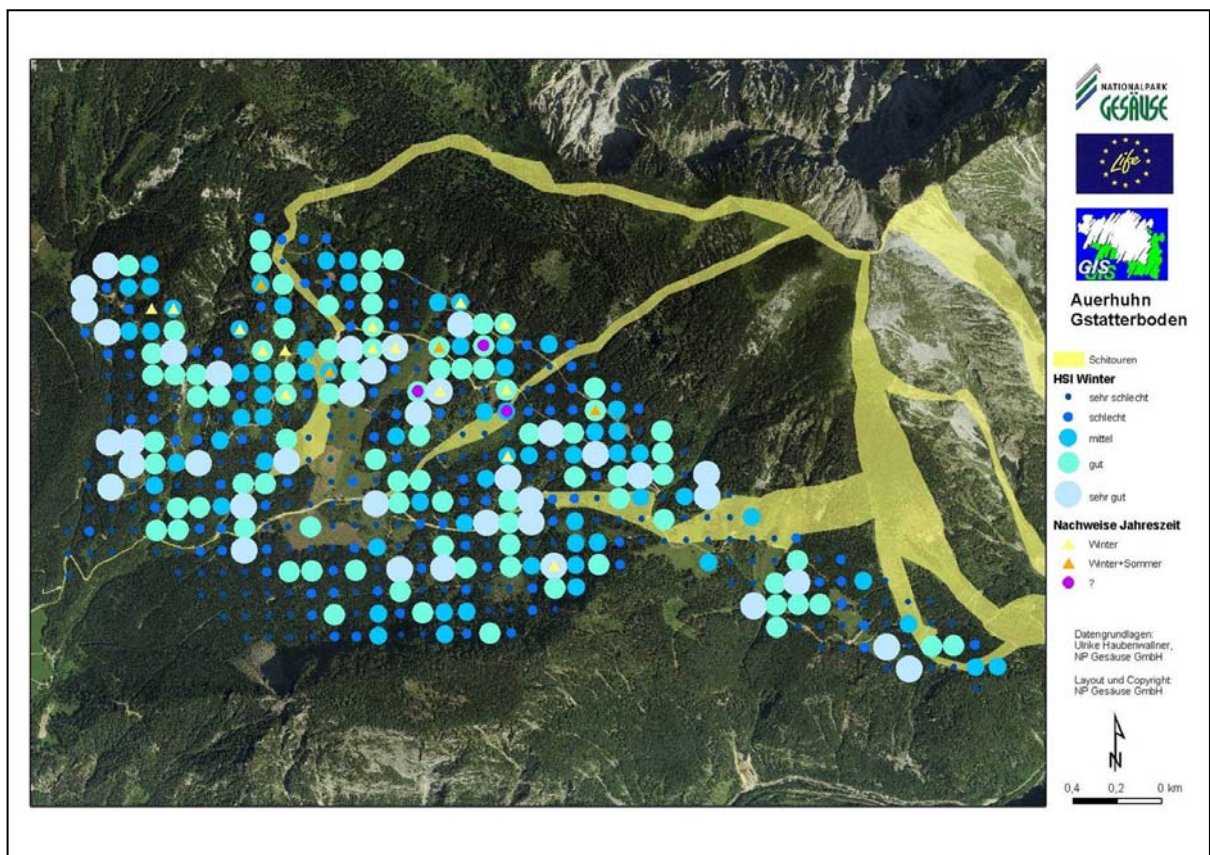 NATIONALPARK
GESÄUSE
Life
GIS
GIS
Auerhuhn
Gstatterboden
Schitouren
HSI Winter
sehr schlecht
schlecht
mittel
gut
sehr gut
Nachweise Jahreszeit
Winter
Winter+Sommer
?
Datengrundlagen:
Ulrike Haubenwallner,
NP Gesäuse GmbH
Layout und Copyright:
NP Gesäuse GmbH
N
0,4 0,2 0 km